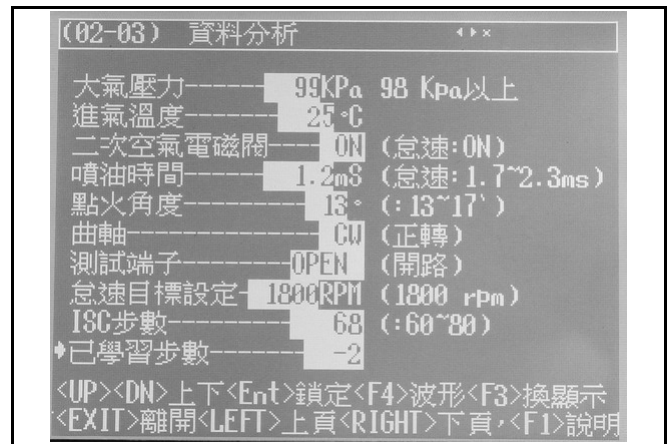 (02-03) 資料分析
大氣壓力------- 99KPa 98 Kpa以上
進氣溫度------- 25°C
二次空氣電磁閥---- ON (怠速:ON)
噴油時間------- 1.2mS (怠速:1.7~2.3ms)
點火角度------- 13° (:13~17`)
曲軸----------- CW (正轉)
測試端子--------OPEN (開路)
怠速目標設定- 1800RPM (1800 rpm)
ISC步數-------- 68 (:60~80)
已學習步數------- -2
<UP><DN>上下<Ent>鎖定<F4>波形<F3>換顯示
<EXIT>離開<LEFT>上頁<RIGHT>下頁,<F1>說明